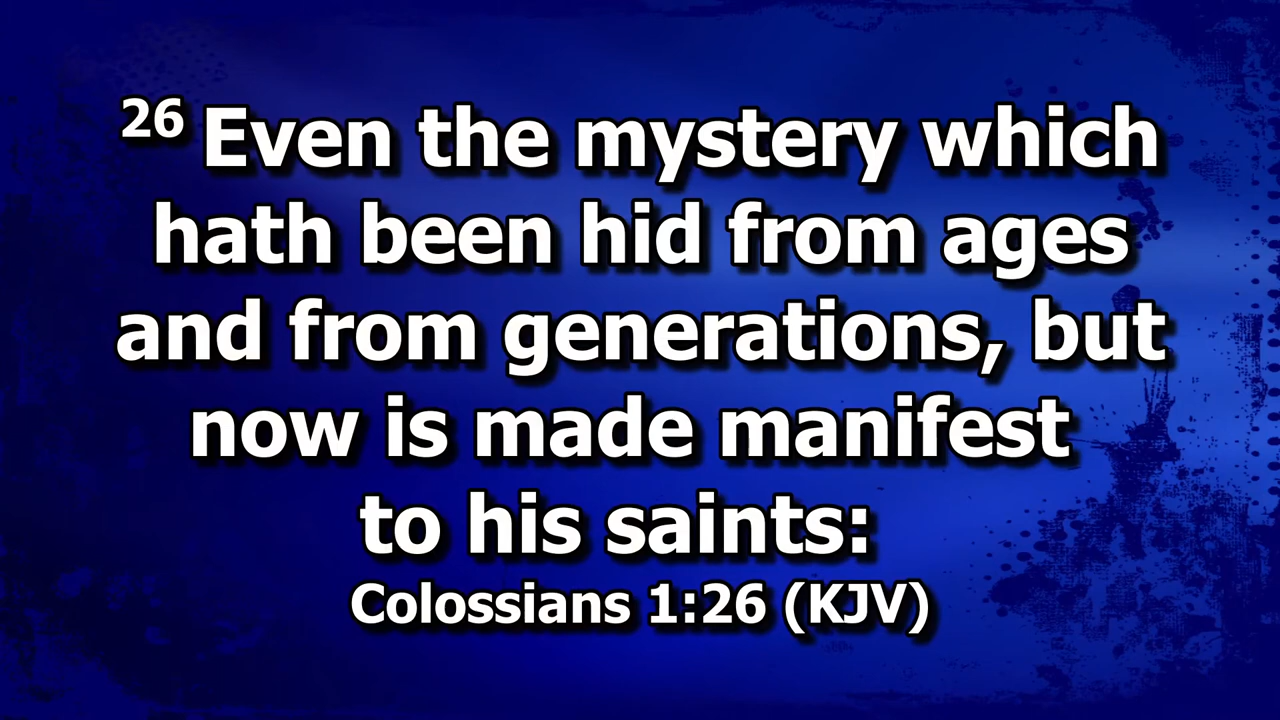 26 Even the mystery which
hath been hid from ages
and from generations, but
now is made manifest
to his saints:
Colossians 1:26 (KJV)